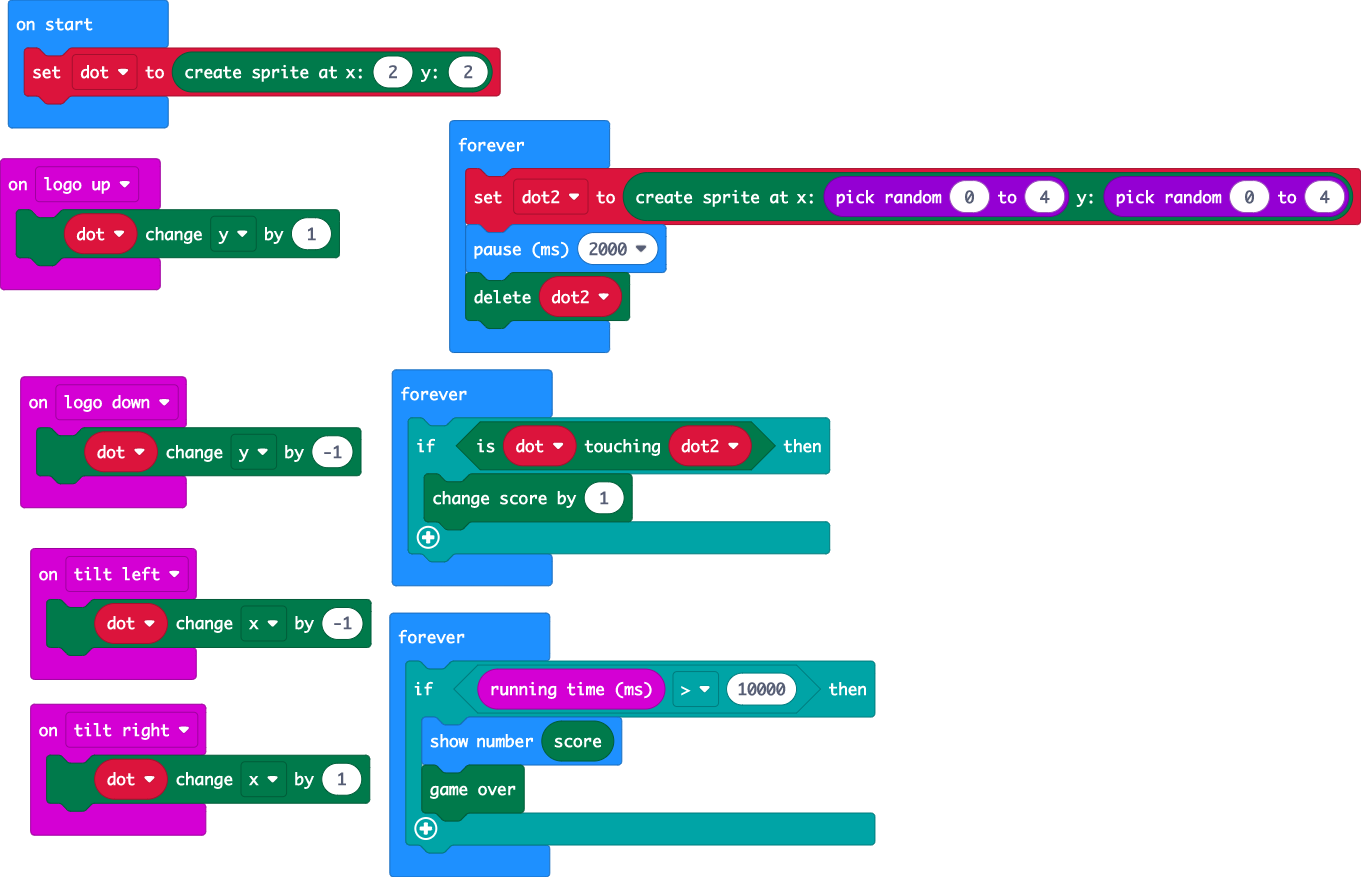 on start
set dot to create sprite at x: 2 y: 2
on logo up
dot change y by 1
forever
set dot2 to create sprite at x: pick random 0 to 4 y: pick random 0 to 4
pause (ms) 2000
delete dot2
on logo down
dot change y by -1
forever
if is dot touching dot2 then
change score by 1
on tilt left
dot change x by -1
forever
if running time (ms) > 10000 then
show number score
game over
on tilt right
dot change x by 1